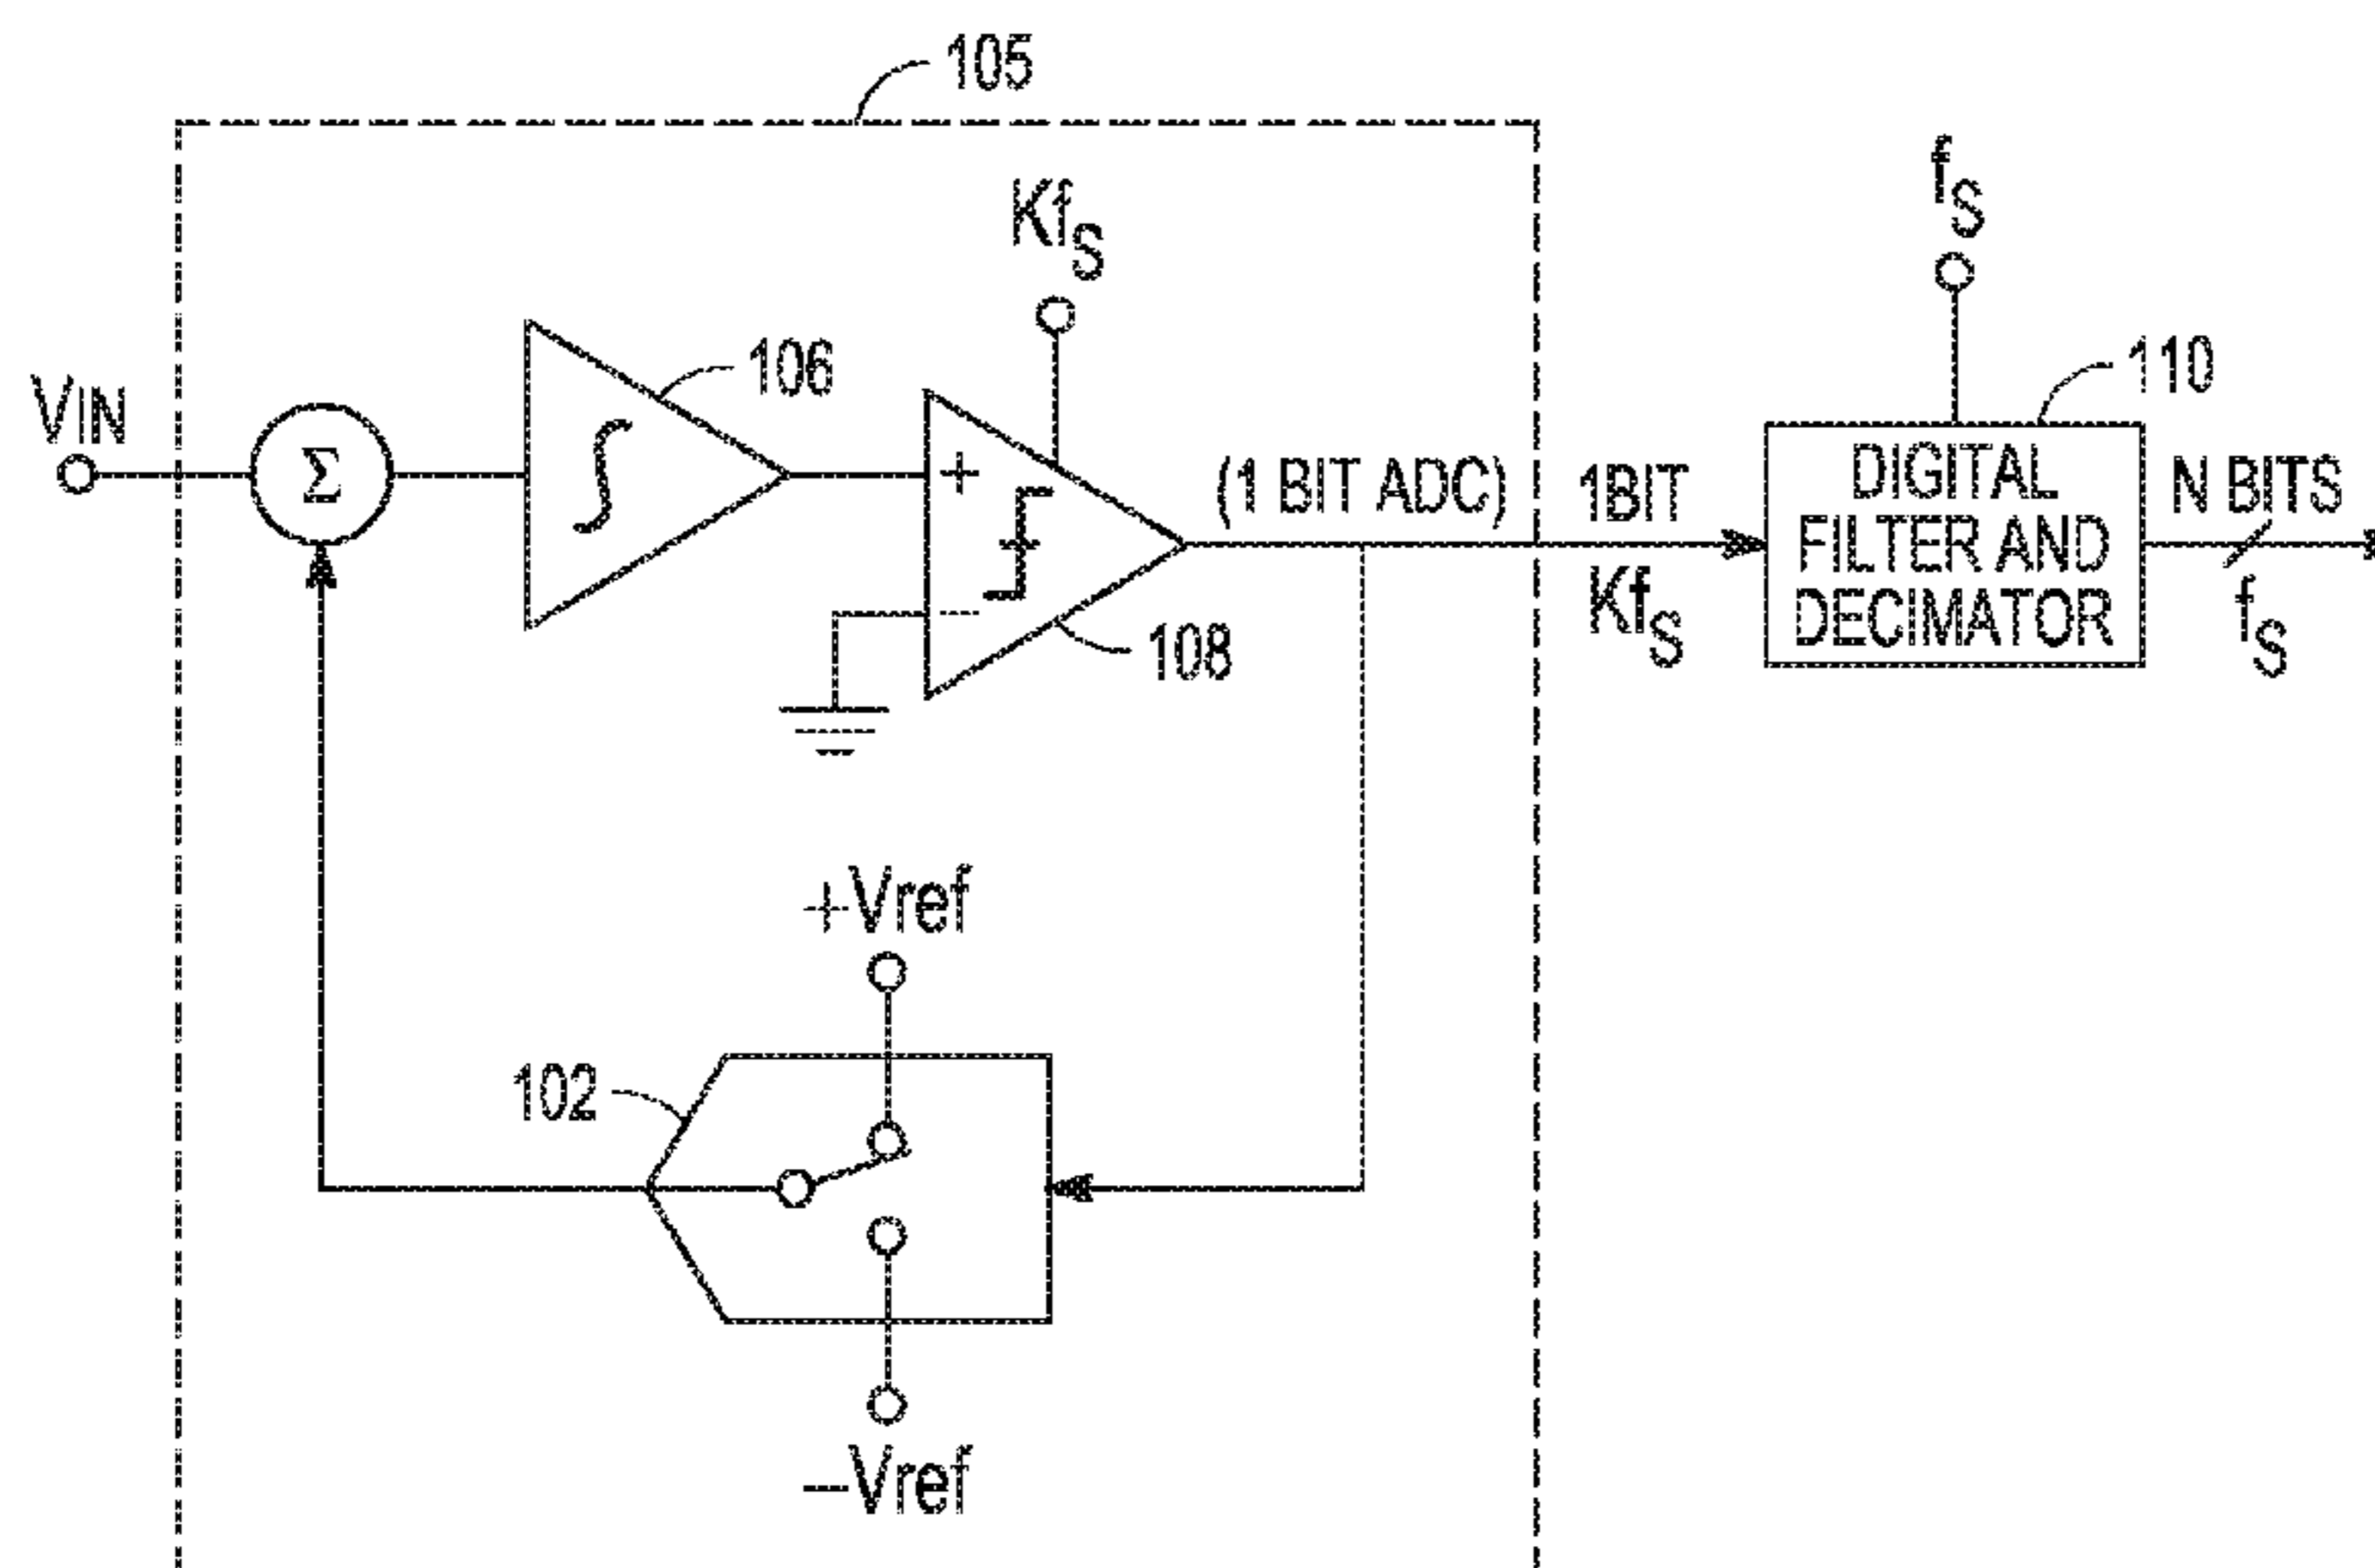 105
Kfs
fs
106
110
VIN
Σ
∫
+
(1 BIT ADC)
1BIT
DIGITAL
FILTER AND
DECIMATOR
N BITS
Kfs
fs
-
108
+Vref
102
-Vref